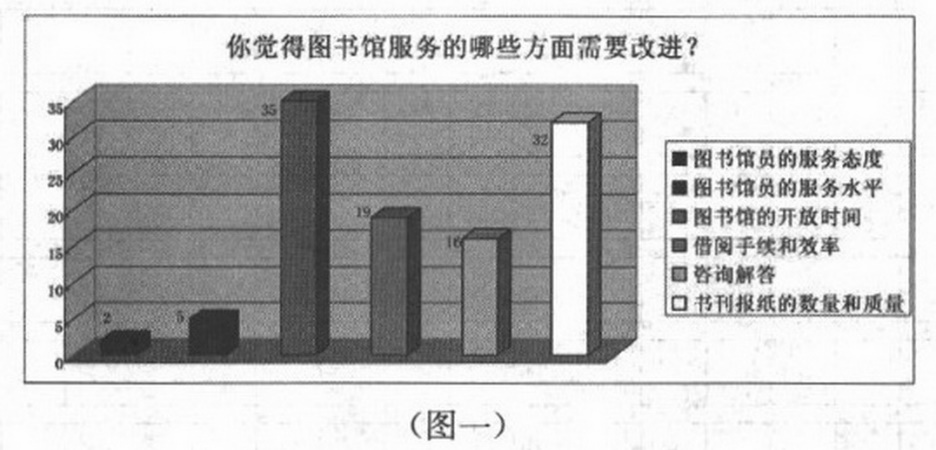 你觉得图书馆服务的哪些方面需要改进?
35
30
25
20
15
10
5
0
2
5
35
19
16
32
图书馆员的服务态度
图书馆员的服务水平
图书馆的开放时间
借阅手续和效率
咨询解答
书刊报纸的数量和质量
(图一)